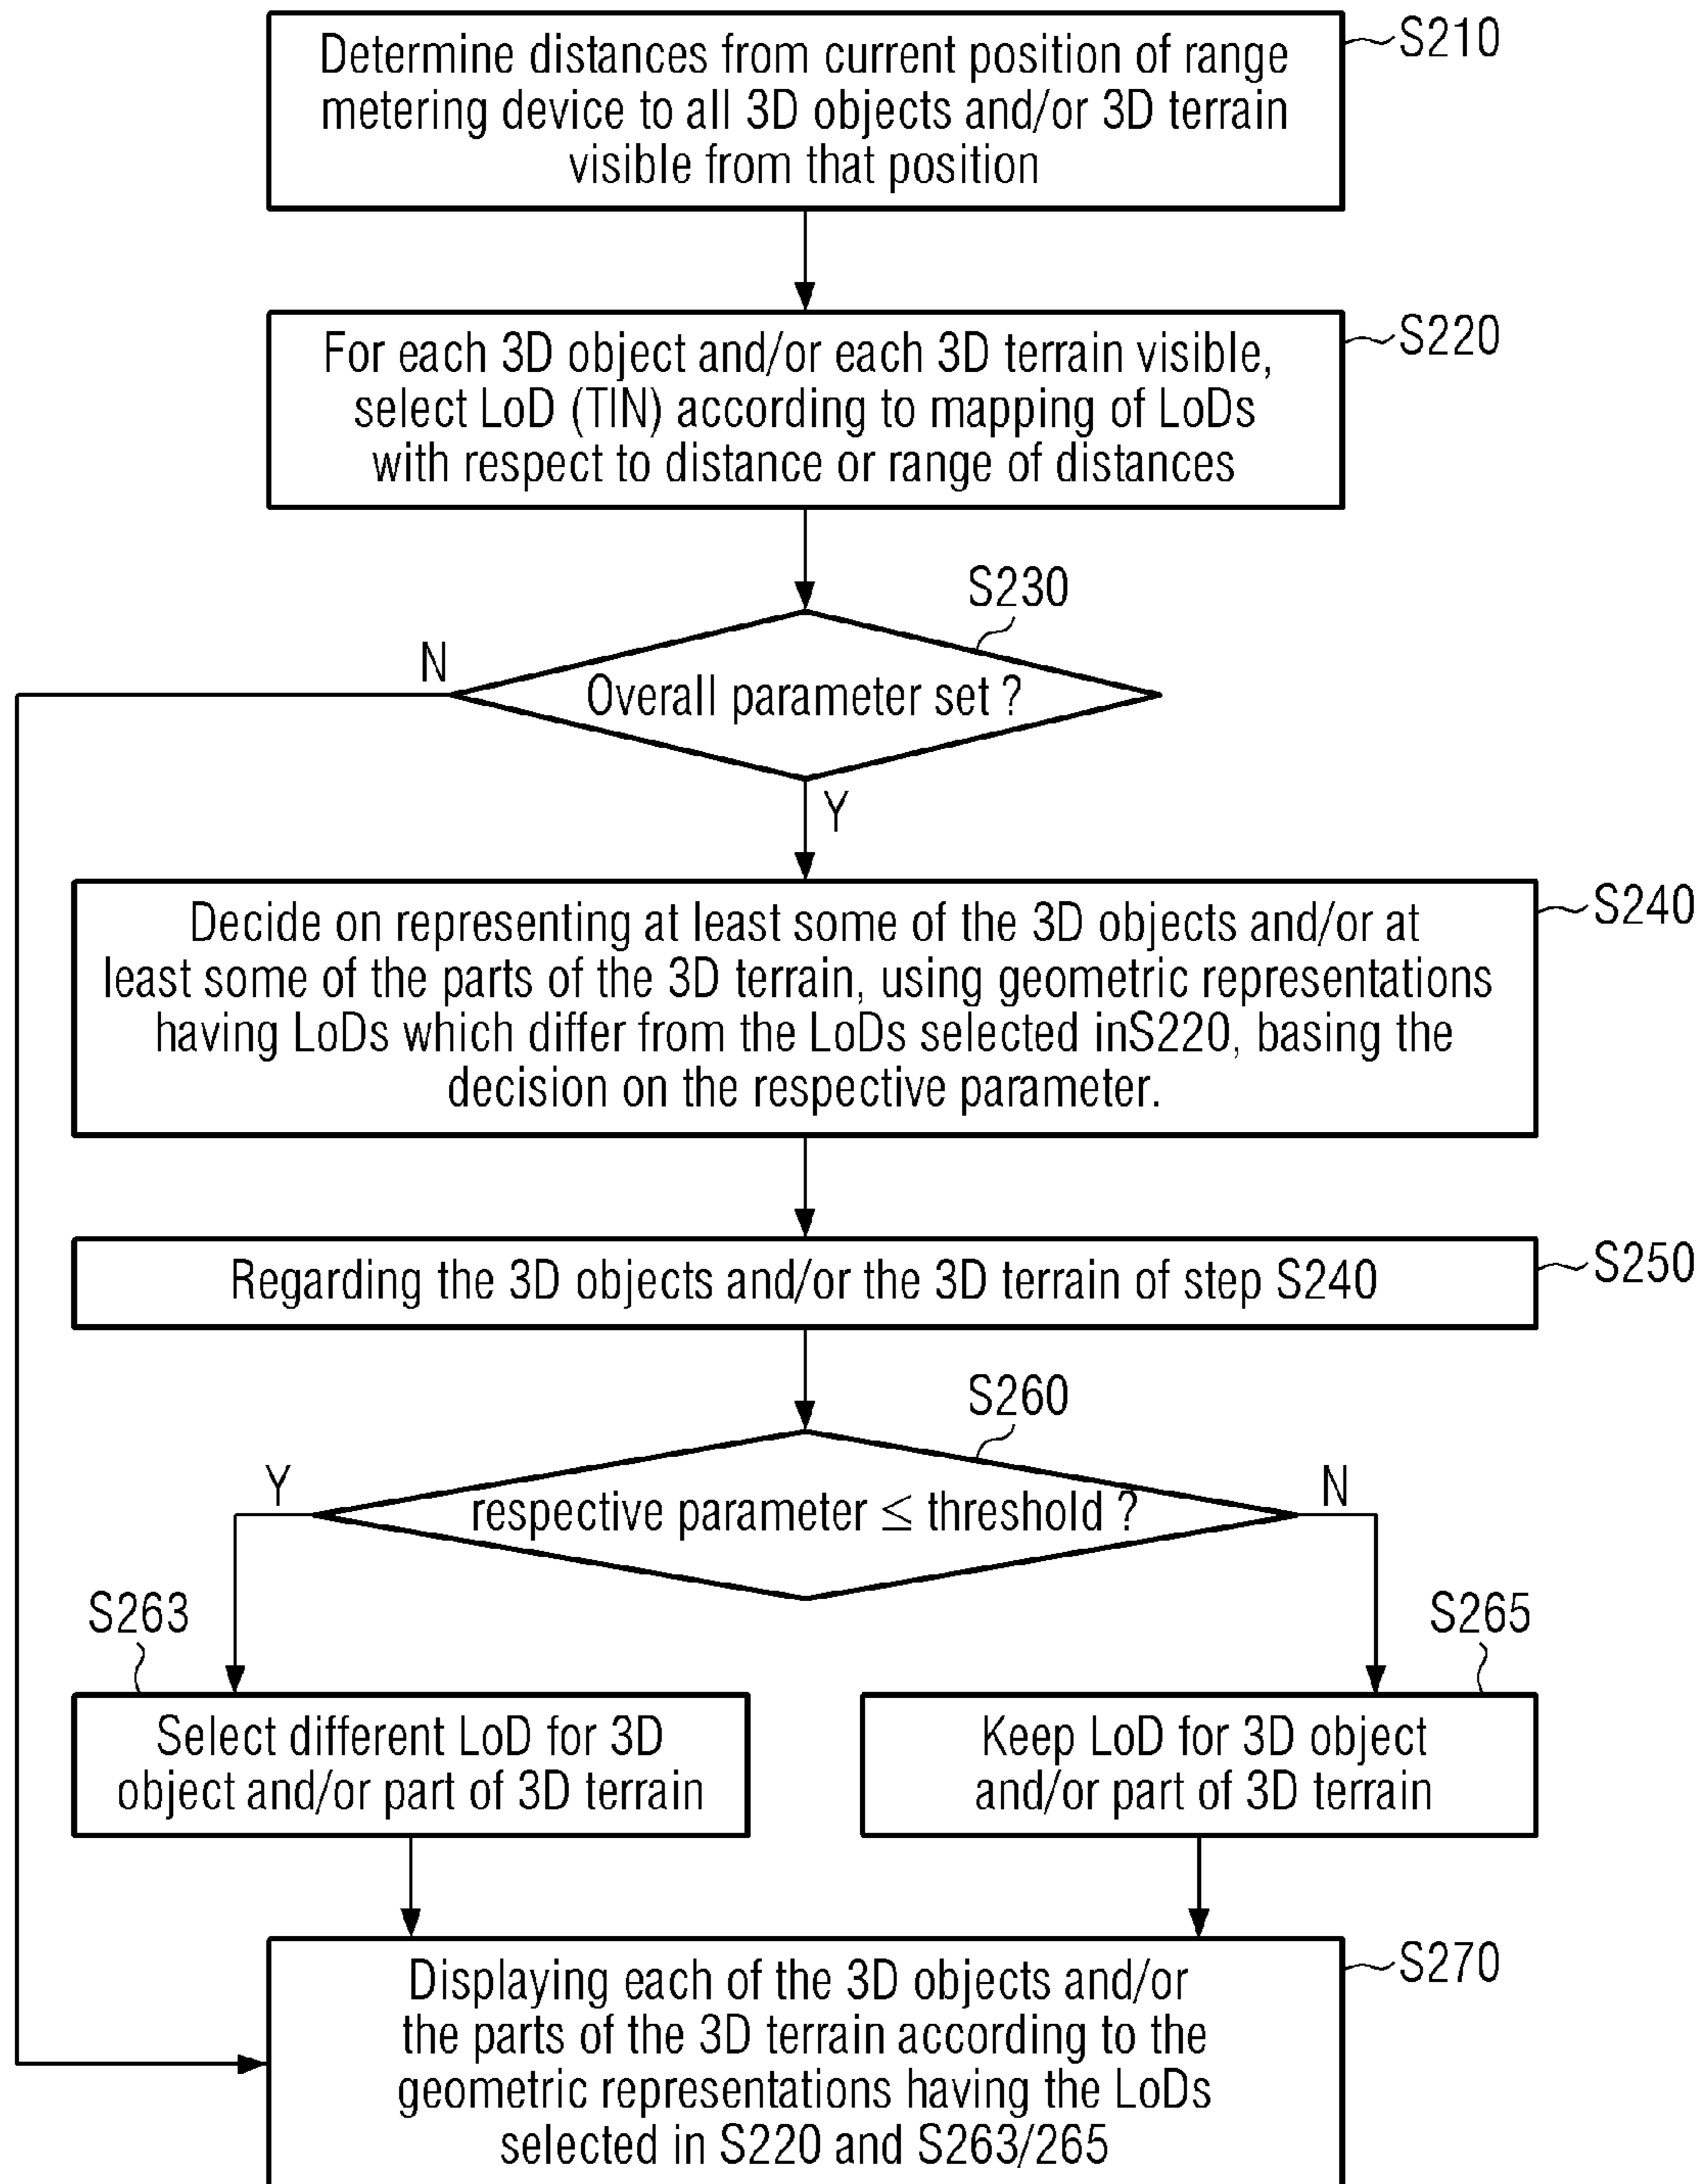 Determine distances from current position of range
metering device to all 3D objects and/or 3D terrain
visible from that position
S210
For each 3D object and/or each 3D terrain visible,
select LoD (TIN) according to mapping of LoDs
with respect to distance or range of distances
S220
S230
N
Overall parameter set ?
Y
Decide on representing at least some of the 3D objects and/or at
least some of the parts of the 3D terrain, using geometric representations
having LoDs which differ from the LoDs selected inS220, basing the
decision on the respective parameter.
S240
Regarding the 3D objects and/or the 3D terrain of step S240
S250
S260
Y
respective parameter ≤ threshold ?
N
S263
S265
Select different LoD for 3D
object and/or part of 3D terrain
Keep LoD for 3D object
and/or part of 3D terrain
Displaying each of the 3D objects and/or
the parts of the 3D terrain according to the
geometric representations having the LoDs
selected in S220 and S263/265
S270